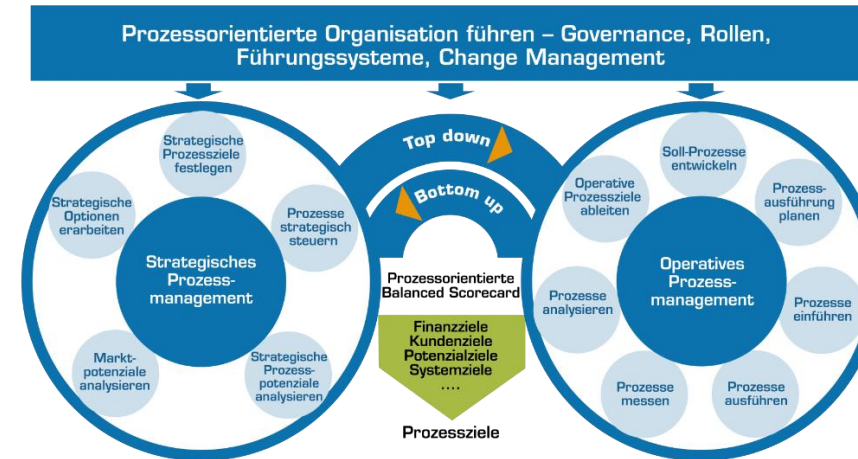 Prozessorientierte Organisation führen – Governance, Rollen,
Führungssysteme, Change Management
Strategische
Prozessziele
festlegen
Strategische
Optionen
erarbeiten
Prozesse
strategisch
steuern
Strategisches
Prozess-
management
Markt-
potenziale
analysieren
Strategische
Prozess-
potenziale
analysieren
Top down
Bottom up
Prozessorientierte
Balanced Scorecard
Finanzziele
Kundenziele
Potenzialziele
Systemziele
....
Prozessziele
Soll-Prozesse
entwickeln
Operative
Prozessziele
ableiten
Prozess-
ausführung
planen
Operatives
Prozess-
management
Prozesse
analysieren
Prozesse
einführen
Prozesse
messen
Prozesse
ausführen